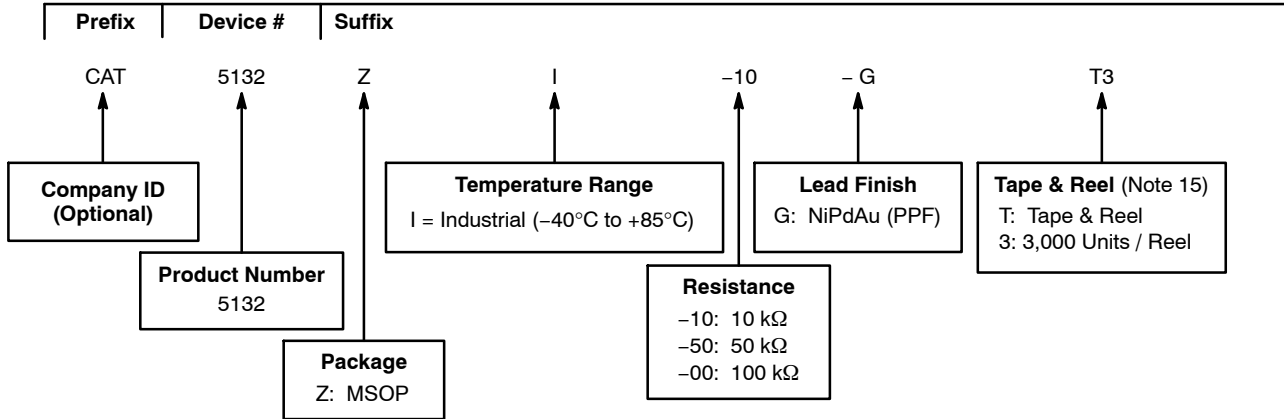 Prefix Device # Suffix
CAT 5132 Z I −10 − G T3
Company ID
(Optional)
Product Number
5132
Package
Z: MSOP
Temperature Range
I = Industrial (−40°C to +85°C)
Resistance
−10: 10 kΩ
−50: 50 kΩ
−00: 100 kΩ
Lead Finish
G: NiPdAu (PPF)
Tape & Reel (Note 15)
T: Tape & Reel
3: 3,000 Units / Reel